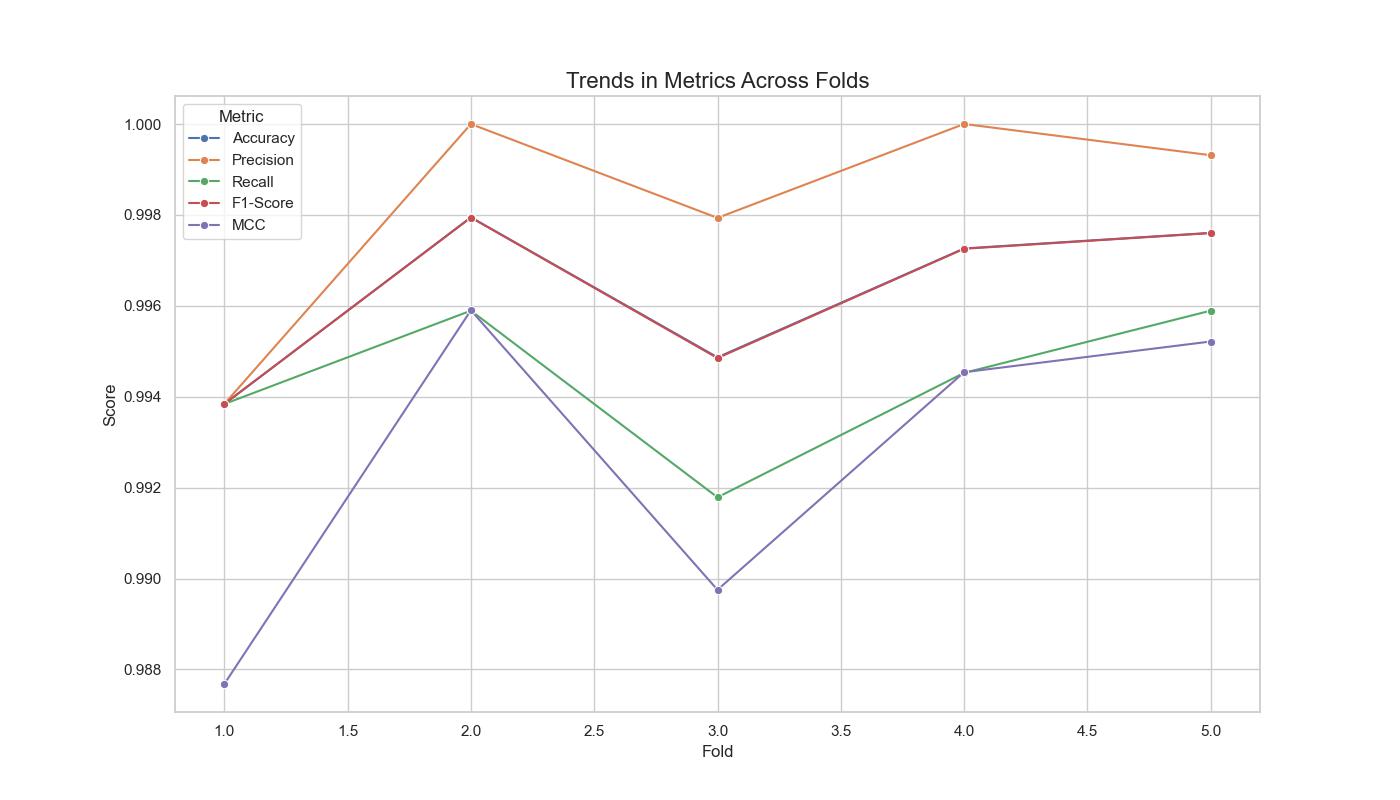 Trends in Metrics Across Folds
Metric
Accuracy
Precision
Recall
F1-Score
MCC
1.000
0.998
0.996
0.994
0.992
0.990
0.988
Score
1.0 1.5 2.0 2.5 3.0 3.5 4.0 4.5 5.0
Fold